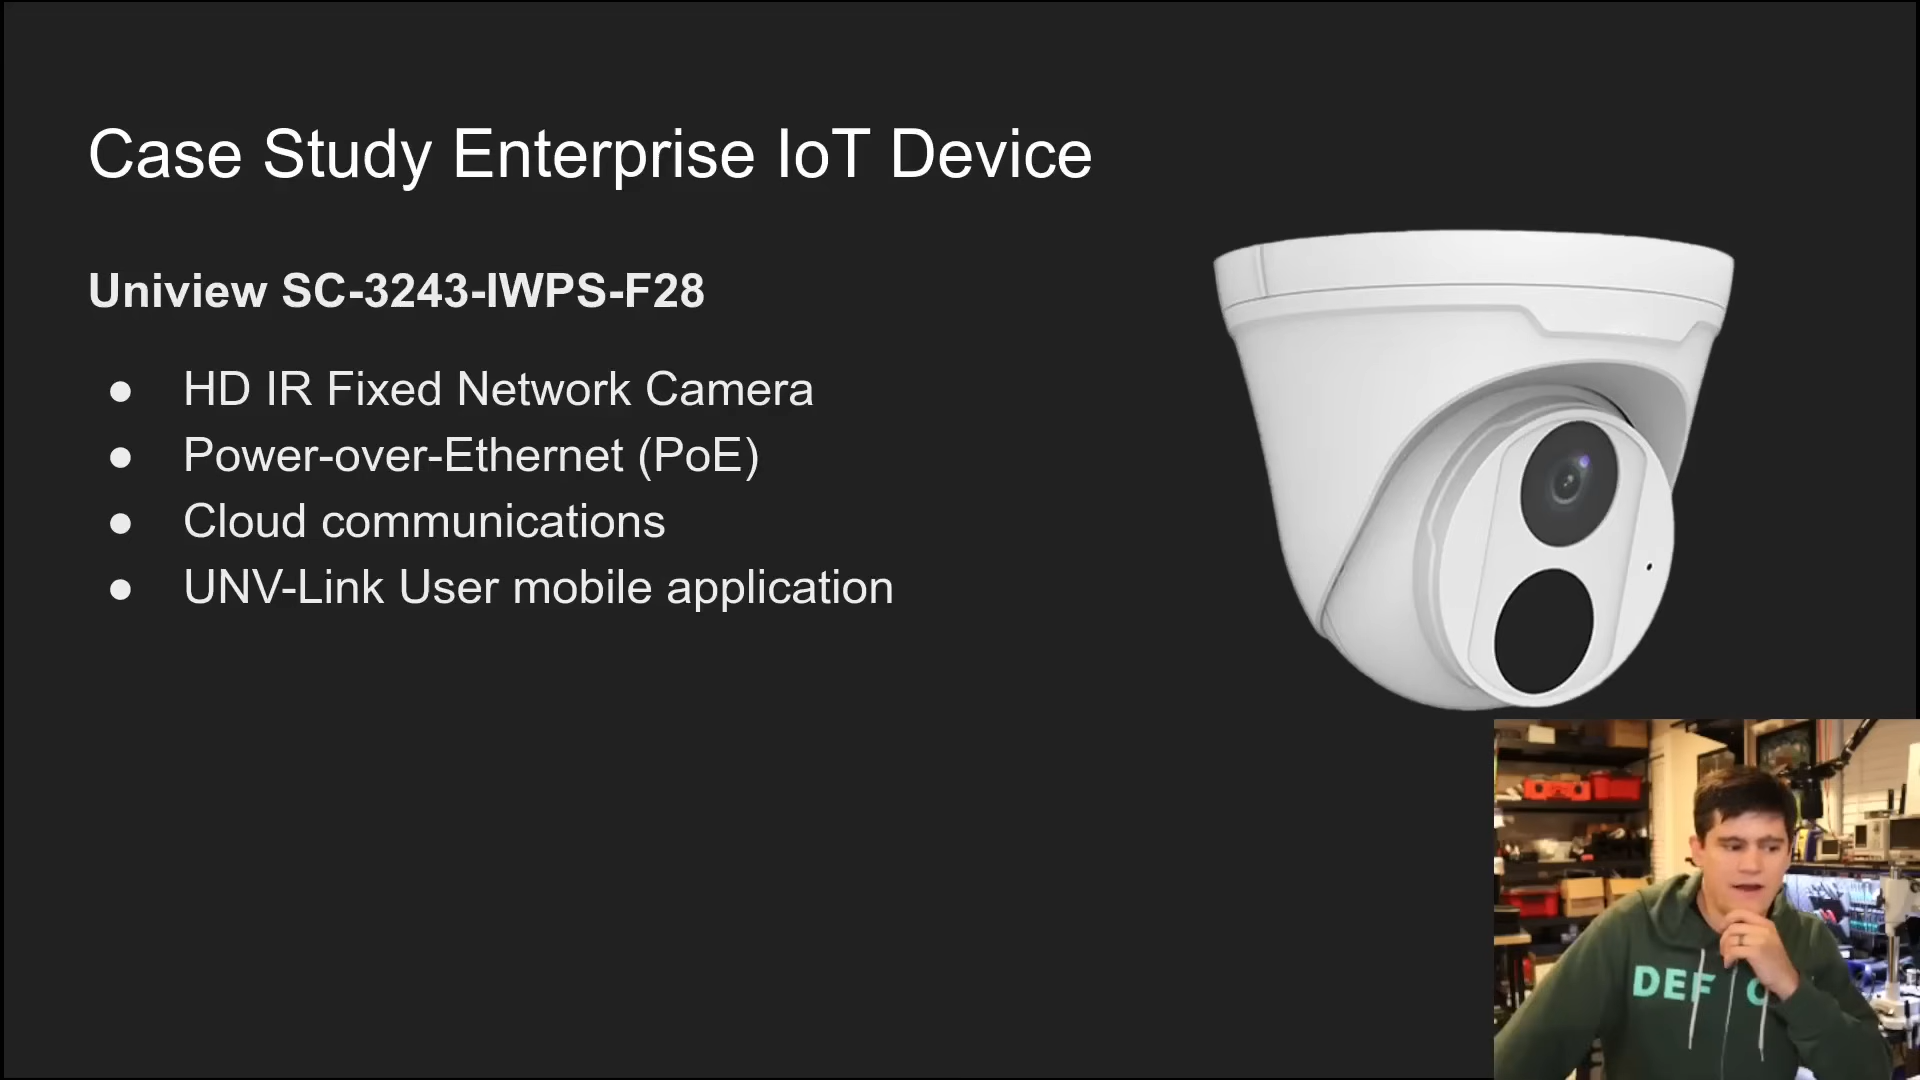 Case Study Enterprise IoT Device
Uniview SC-3243-IWPS-F28
● HD IR Fixed Network Camera
● Power-over-Ethernet (PoE)
● Cloud communications
● UNV-Link User mobile application
DEF C